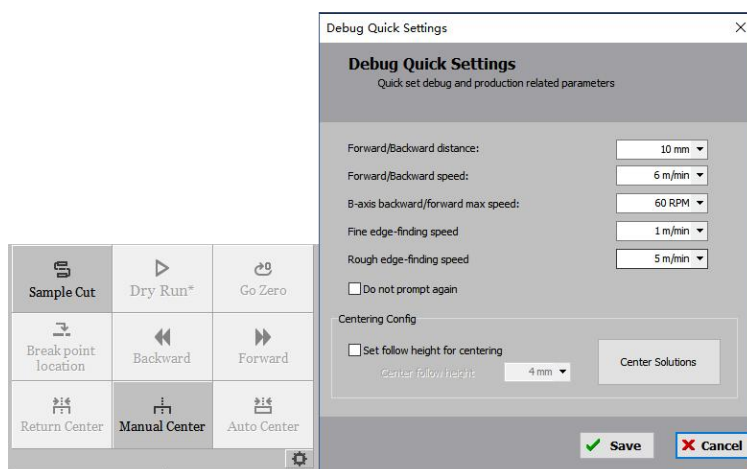 Debug Quick Settings
Debug Quick Settings
Quick set debug and production related parameters
Forward/Backward distance: 10 mm
Forward/Backward speed: 6 m/min
B-axis backward/forward max speed: 60 RPM
Fine edge-finding speed 1 m/min
Rough edge-finding speed 5 m/min
Do not prompt again
Centering Config
Set follow height for centering
Center follow height 4 mm
Center Solutions
Save Cancel
Sample Cut Dry Run* Go Zero
Break point
location Backward Forward
Return Center Manual Center Auto Center